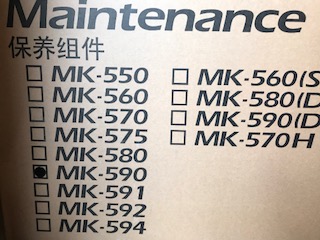 Maintenance
保养组件
MK-550
MK-560
MK-570
MK-575
MK-580
MK-590
MK-591
MK-592
MK-594
MK-560(S
MK-580(D
MK-590(D
MK-570H